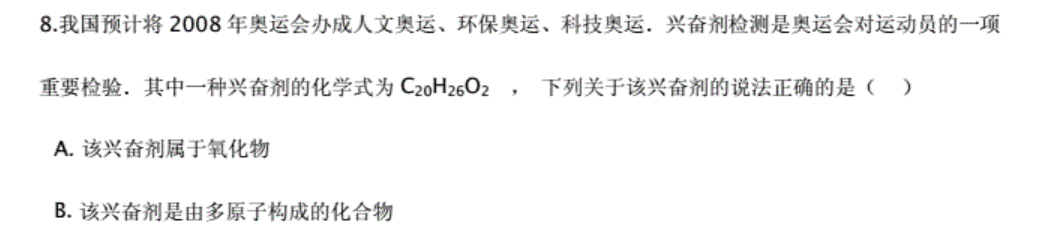 8.我国预计将 2008 年奥运会办成人文奥运、环保奥运、科技奥运．兴奋剂检测是奥运会对运动员的一项
重要检验．其中一种兴奋剂的化学式为 C₂₀H₂₆O₂ ， 下列关于该兴奋剂的说法正确的是（ ）
A. 该兴奋剂属于氧化物
B. 该兴奋剂是由多原子构成的化合物